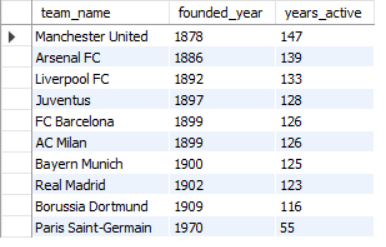 team_name founded_year years_active
Manchester United 1878 147
Arsenal FC 1886 139
Liverpool FC 1892 133
Juventus 1897 128
FC Barcelona 1899 126
AC Milan 1899 126
Bayern Munich 1900 125
Real Madrid 1902 123
Borussia Dortmund 1909 116
Paris Saint-Germain 1970 55